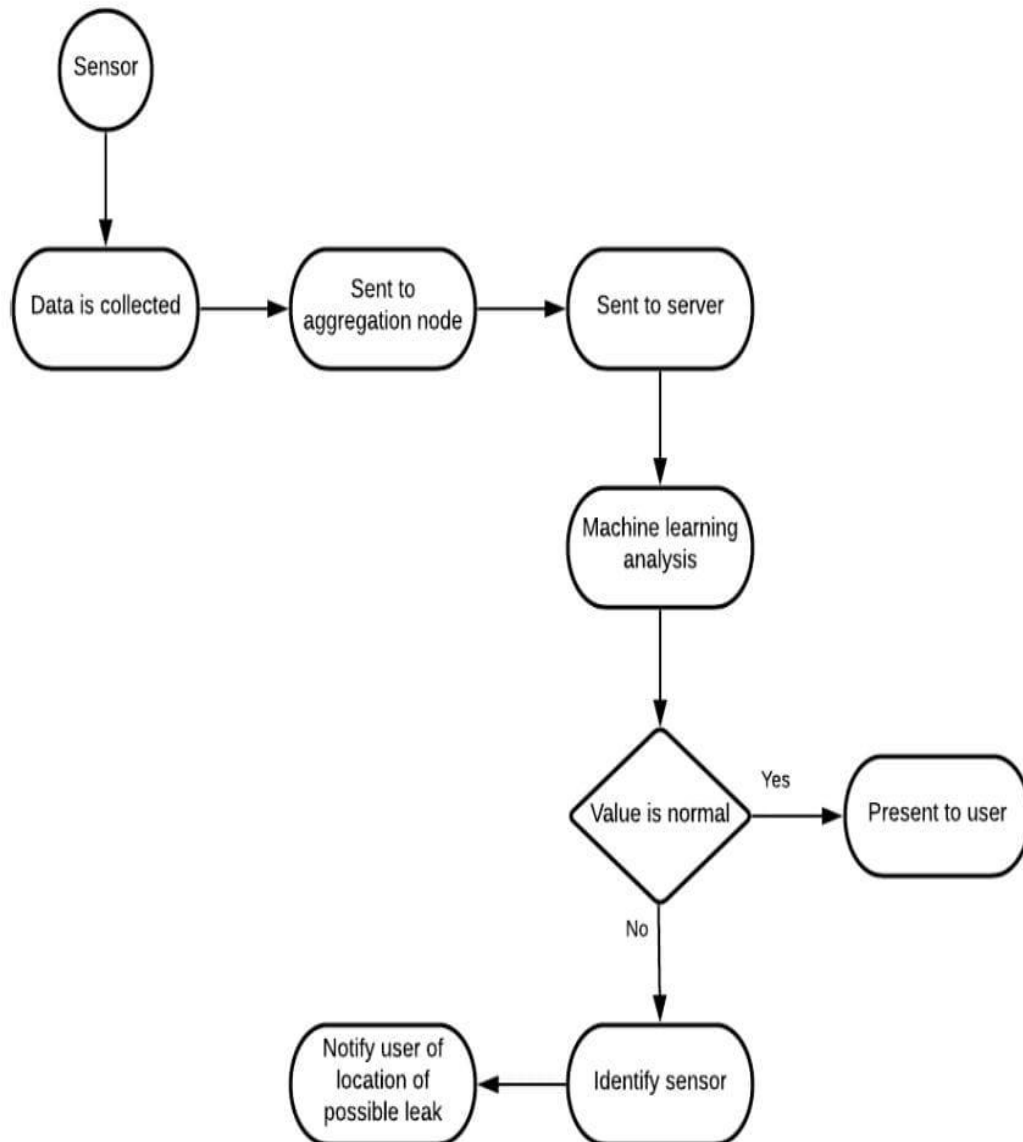 Sensor
Data is collected
Sent to
aggregation node
Sent to server
Machine learning
analysis
Value is normal
Yes
Present to user
No
Identify sensor
Notify user of
location of
possible leak